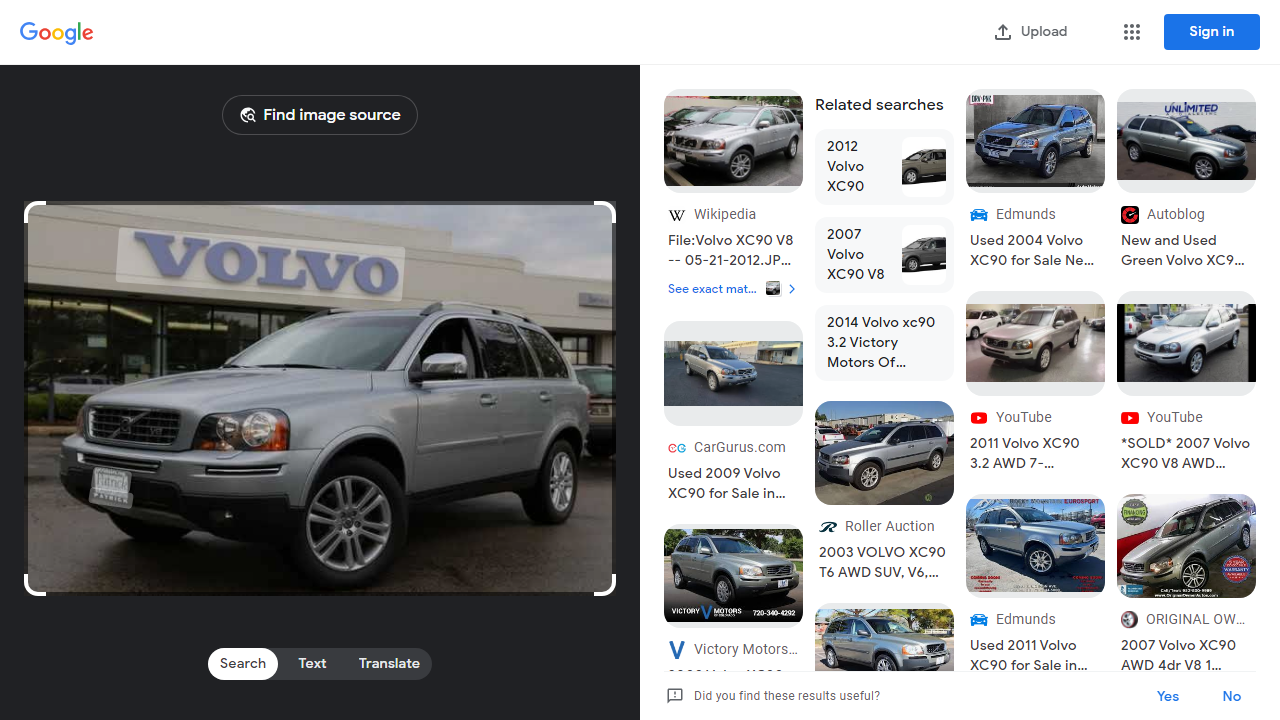 Google
Upload
Sign in
Find image source
VOLVO
Patrick
Search
Text
Translate
Wikipedia
File:Volvo XC90 V8
-- 05-21-2012.JP...
See exact mat...
CarGurus.com
Used 2009 Volvo
XC90 for Sale in...
VICTORY V MOTORS
720-340-4292
Victory Motors...
Related searches
2012
Volvo
XC90
2007
Volvo
XC90 V8
2014 Volvo xc90
3.2 Victory
Motors Of...
Roller Auction
2003 VOLVO XC90
T6 AWD SUV, V6,...
Edmunds
Used 2004 Volvo
XC90 for Sale Ne...
YouTube
2011 Volvo XC90
3.2 AWD 7-...
Edmunds
Used 2011 Volvo
XC90 for Sale in...
UNLIMITED
Autoblog
New and Used
Green Volvo XC9...
YouTube
*SOLD* 2007 Volvo
XC90 V8 AWD...
FINANCING
WARRANTY
ORIGINAL OW...
2007 Volvo XC90
AWD 4dr V8 1...
Did you find these results useful?
Yes
No